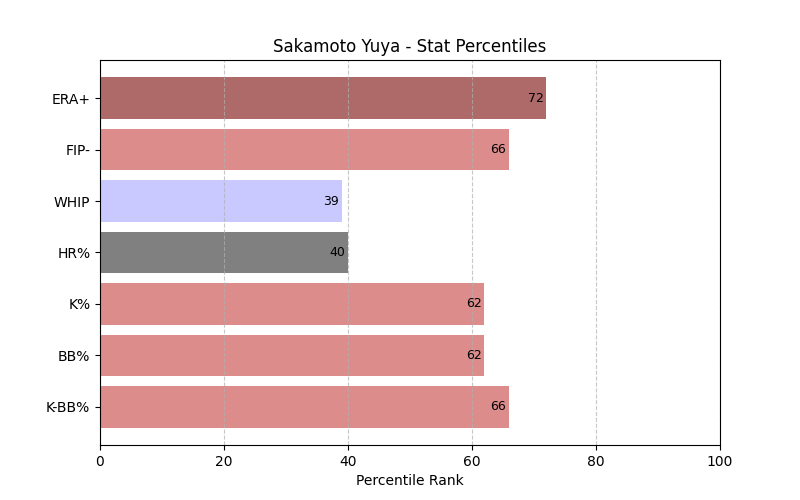 Sakamoto Yuya - Stat Percentiles
ERA+ 72
FIP- 66
WHIP 39
HR% 40
K% 62
BB% 62
K-BB% 66
0 20 40 60 80 100
Percentile Rank